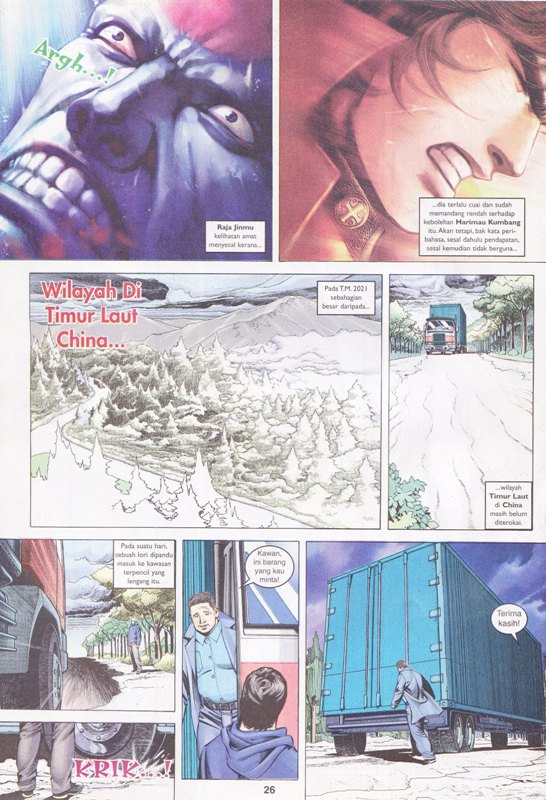 Argh...!
Raja Jinmu
kelihatan amat
menyesal kerana...
...dia terlalu cuai dan sudah
memandang rendah terhadap
kebolehan Harimau Kumbang
itu. Akan tetapi, bak kata peri-
bahasa, sesal dahulu pendapatan,
sesal kemudian tidak berguna...
Wilayah Di
Timur Laut
China...
Pada T.M. 2021
sebahagian
besar daripada...
...wilayah
Timur Laut
di China
masih belum
diterokai.
Pada suatu hari,
sebuah lori dipandu
masuk ke kawasan
terpencil yang
lengang itu.
KRIK...!
Kawan,
ini barang
yang kau
minta!
Terima
kasih!
26